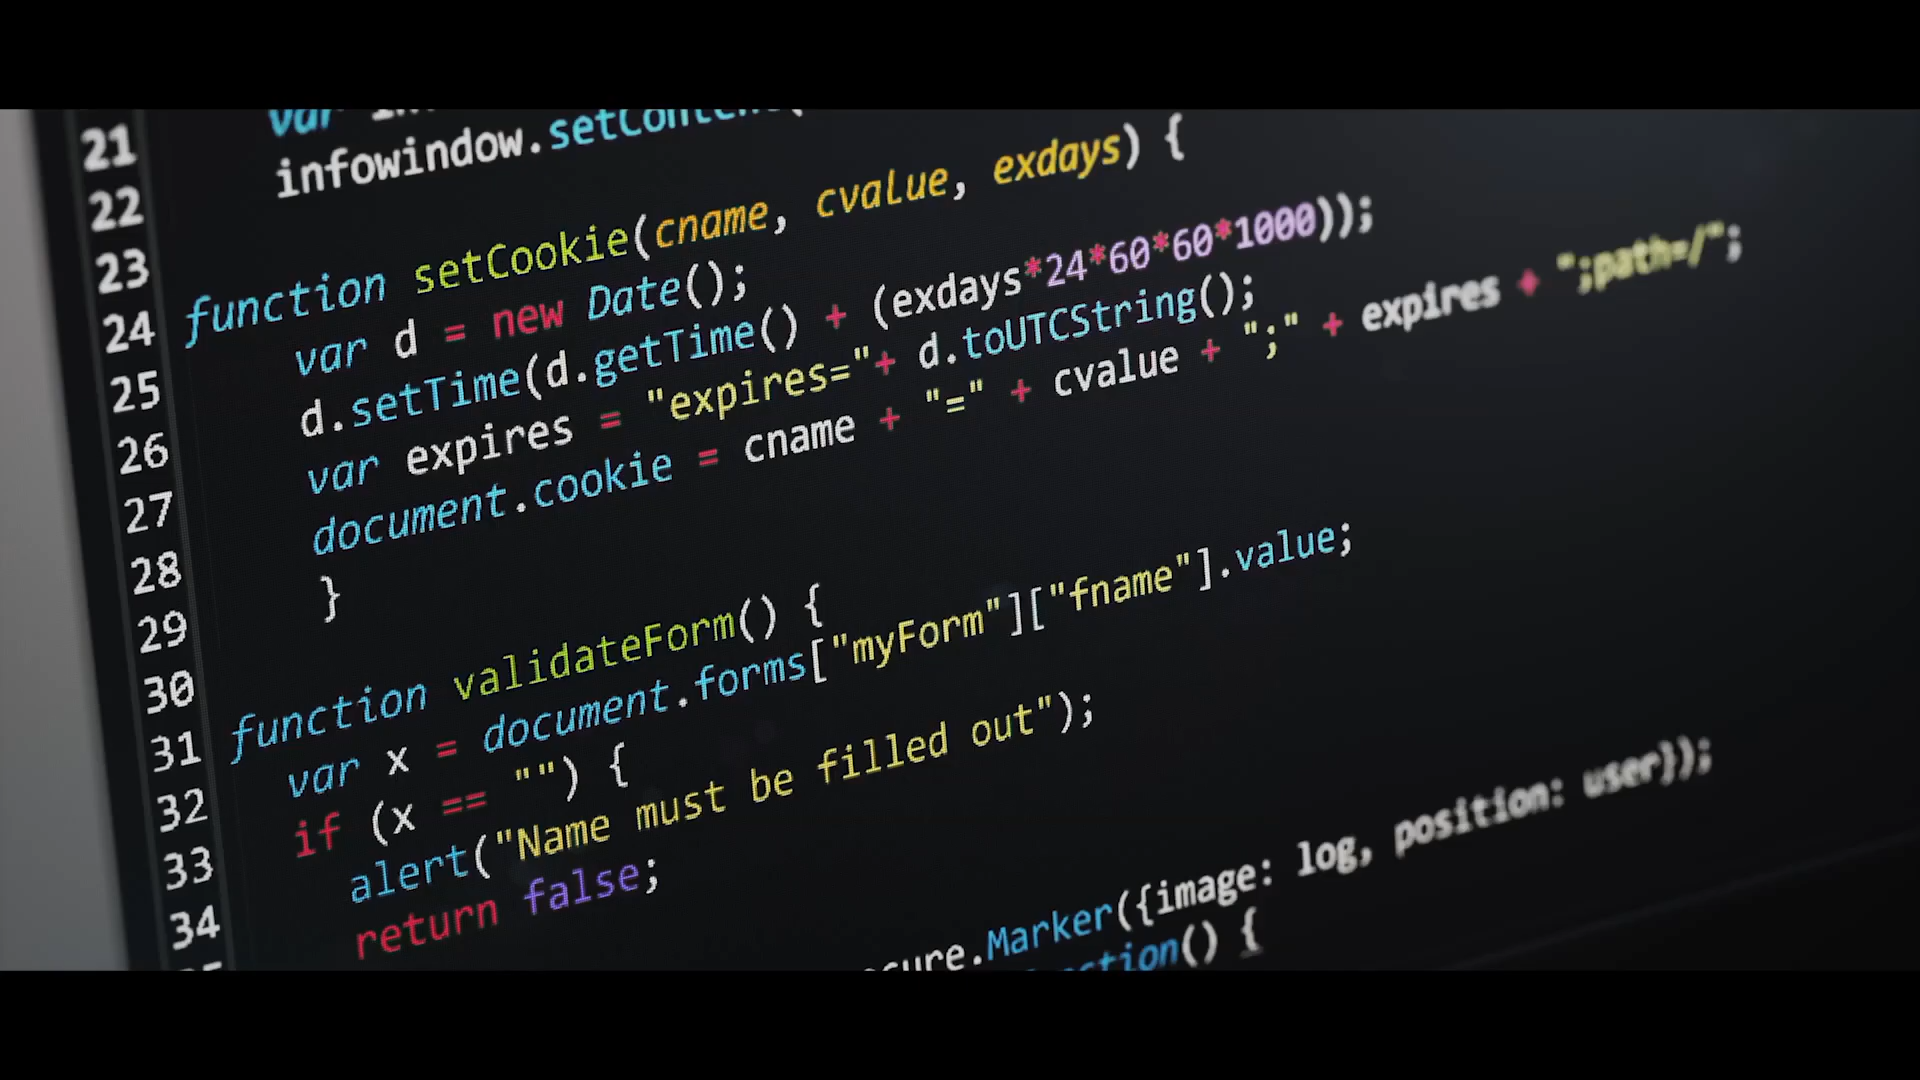 21 var
22 infowindow.setContent(
23
24 function setCookie(cname, cvalue, exdays) {
25 var d = new Date();
26 d.setTime(d.getTime() + (exdays*24*60*60*1000));
27 var expires = "expires="+ d.toUTCString();
28 document.cookie = cname + "=" + cvalue + ";" + expires + ";path=/";
29 }
30
31 function validateForm() {
32 var x = document.forms["myForm"]["fname"].value;
33 if (x == "") {
34 alert("Name must be filled out");
return false;
.Marker({image: log, position: user});
() {